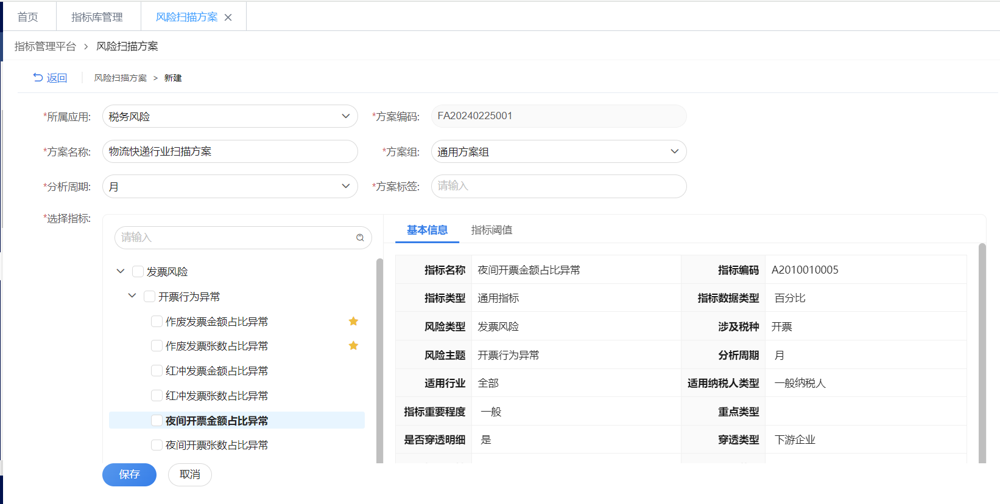 首页 指标库管理 风险扫描方案
指标管理平台 > 风险扫描方案
返回 风险扫描方案 > 新建
*所属应用: 税务风险 *方案编码: FA20240225001
*方案名称: 物流快递行业扫描方案 *方案组: 通用方案组
*分析周期: 月 *方案标签: 请输入
*选择指标:
请输入
发票风险
开票行为异常
作废发票金额占比异常
作废发票张数占比异常
红冲发票金额占比异常
红冲发票张数占比异常
夜间开票金额占比异常
夜间开票张数占比异常
基本信息 指标阈值
指标名称 夜间开票金额占比异常 指标编码 A2010010005
指标类型 通用指标 指标数据类型 百分比
风险类型 发票风险 涉及税种 开票
风险主题 开票行为异常 分析周期 月
适用行业 全部 适用纳税人类型 一般纳税人
指标重要程度 一般 重点类型
是否穿透明细 是 穿透类型 下游企业
保存 取消